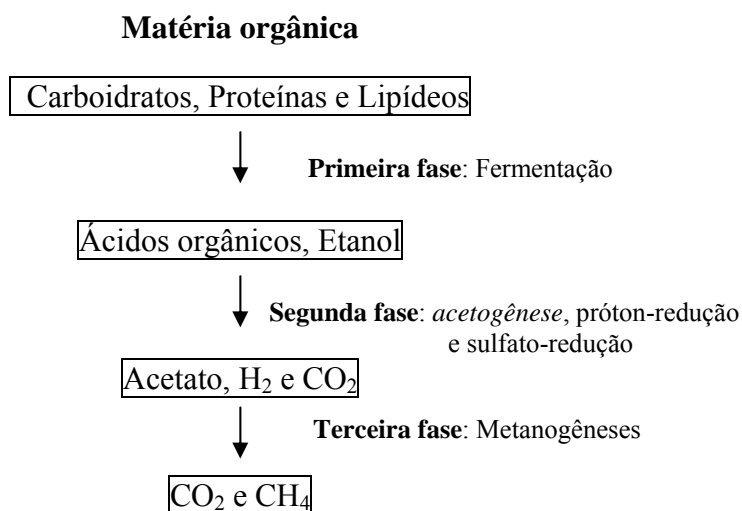 Matéria orgânica
Carboidratos, Proteínas e Lipídeos
Primeira fase: Fermentação
Ácidos orgânicos, Etanol
Segunda fase: acetogênese, próton-redução
e sulfato-redução
Acetato, H₂ e CO₂
Terceira fase: Metanogêneses
CO₂ e CH₄